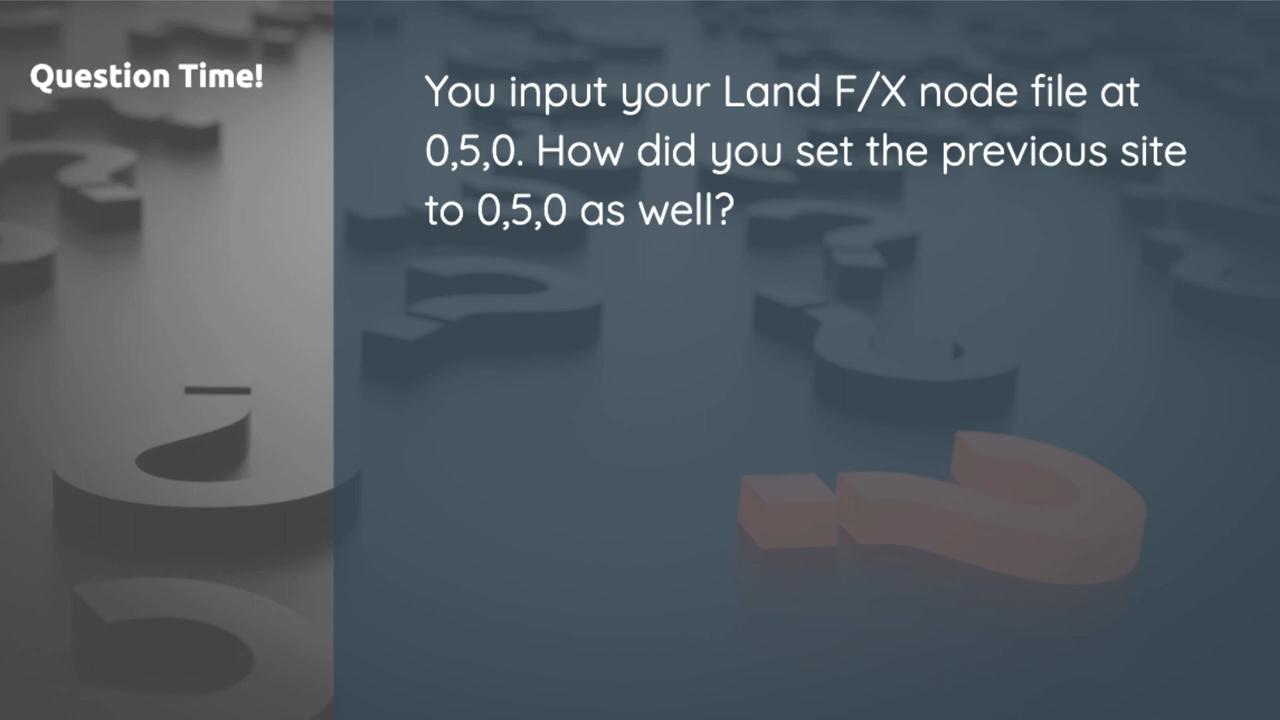 Question Time!
You input your Land F/X node file at
0,5,0. How did you set the previous site
to 0,5,0 as well?